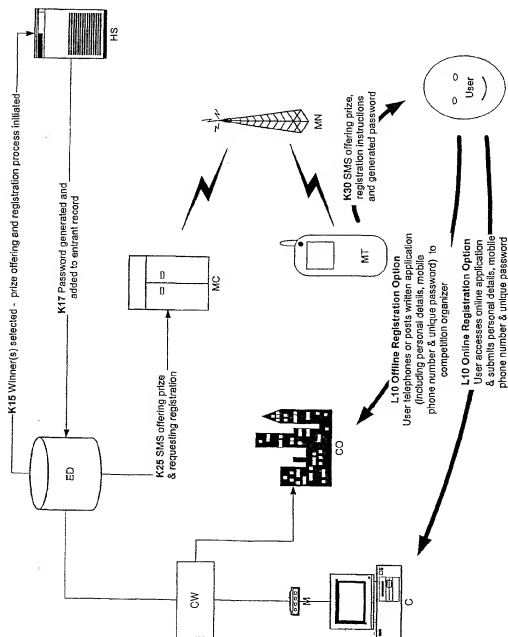 K15 Winner(s) selected - prize offering and registration process initiated
HS
K17 Password generated and
added to entrant record
ED
K25 SMS offering prize
& requesting registration
MC
MN
K30 SMS offering prize,
registration instructions
and generated password
MT
User
L10 Offline Registration Option
User telephones or posts written application
(including personal details, mobile
phone number & unique password) to
competition organizer
L10 Online Registration Option
User accesses online application
& submits personal details, mobile
phone number & unique password
CO
CW
M
C